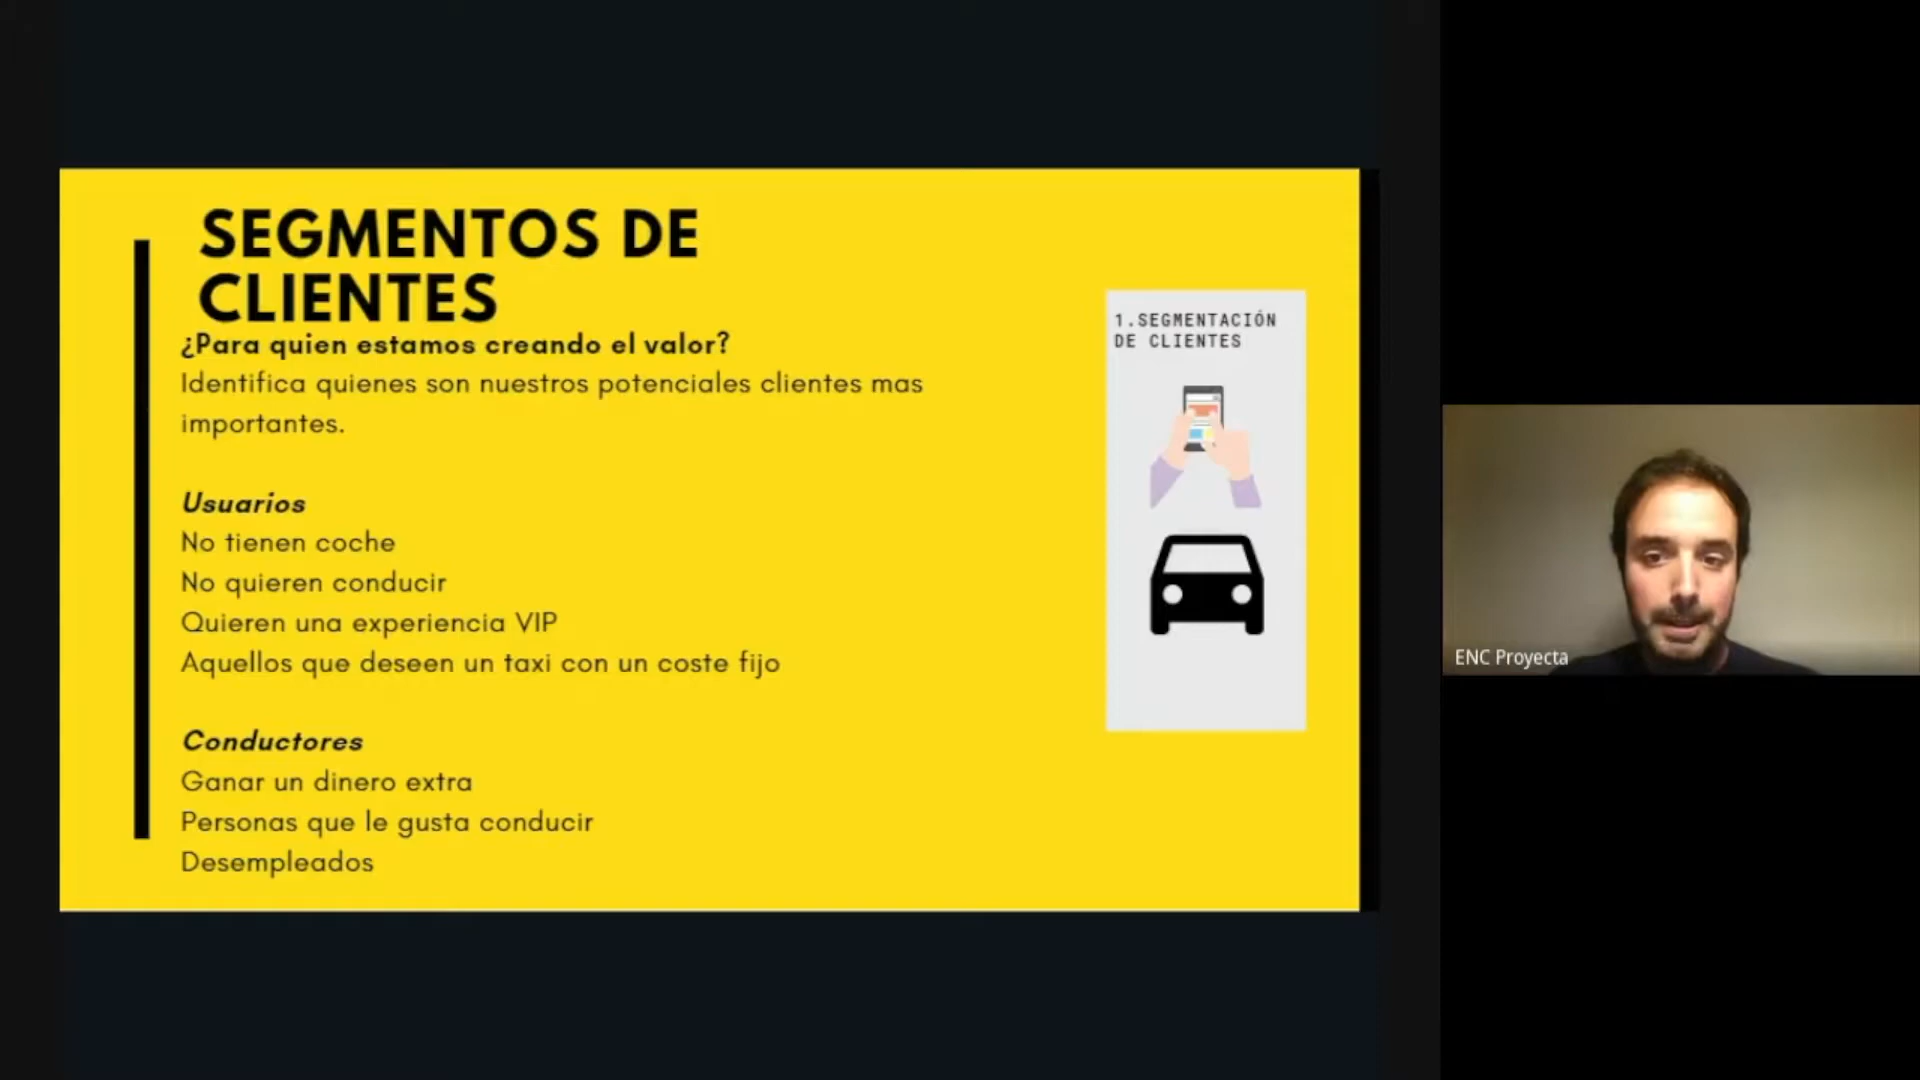 SEGMENTOS DE
CLIENTES
¿Para quien estamos creando el valor?
Identifica quienes son nuestros potenciales clientes mas
importantes.
Usuarios
No tienen coche
No quieren conducir
Quieren una experiencia VIP
Aquellos que deseen un taxi con un coste fijo
Conductores
Ganar un dinero extra
Personas que le gusta conducir
Desempleados
1.SEGMENTACIÓN
DE CLIENTES
ENC Proyecta